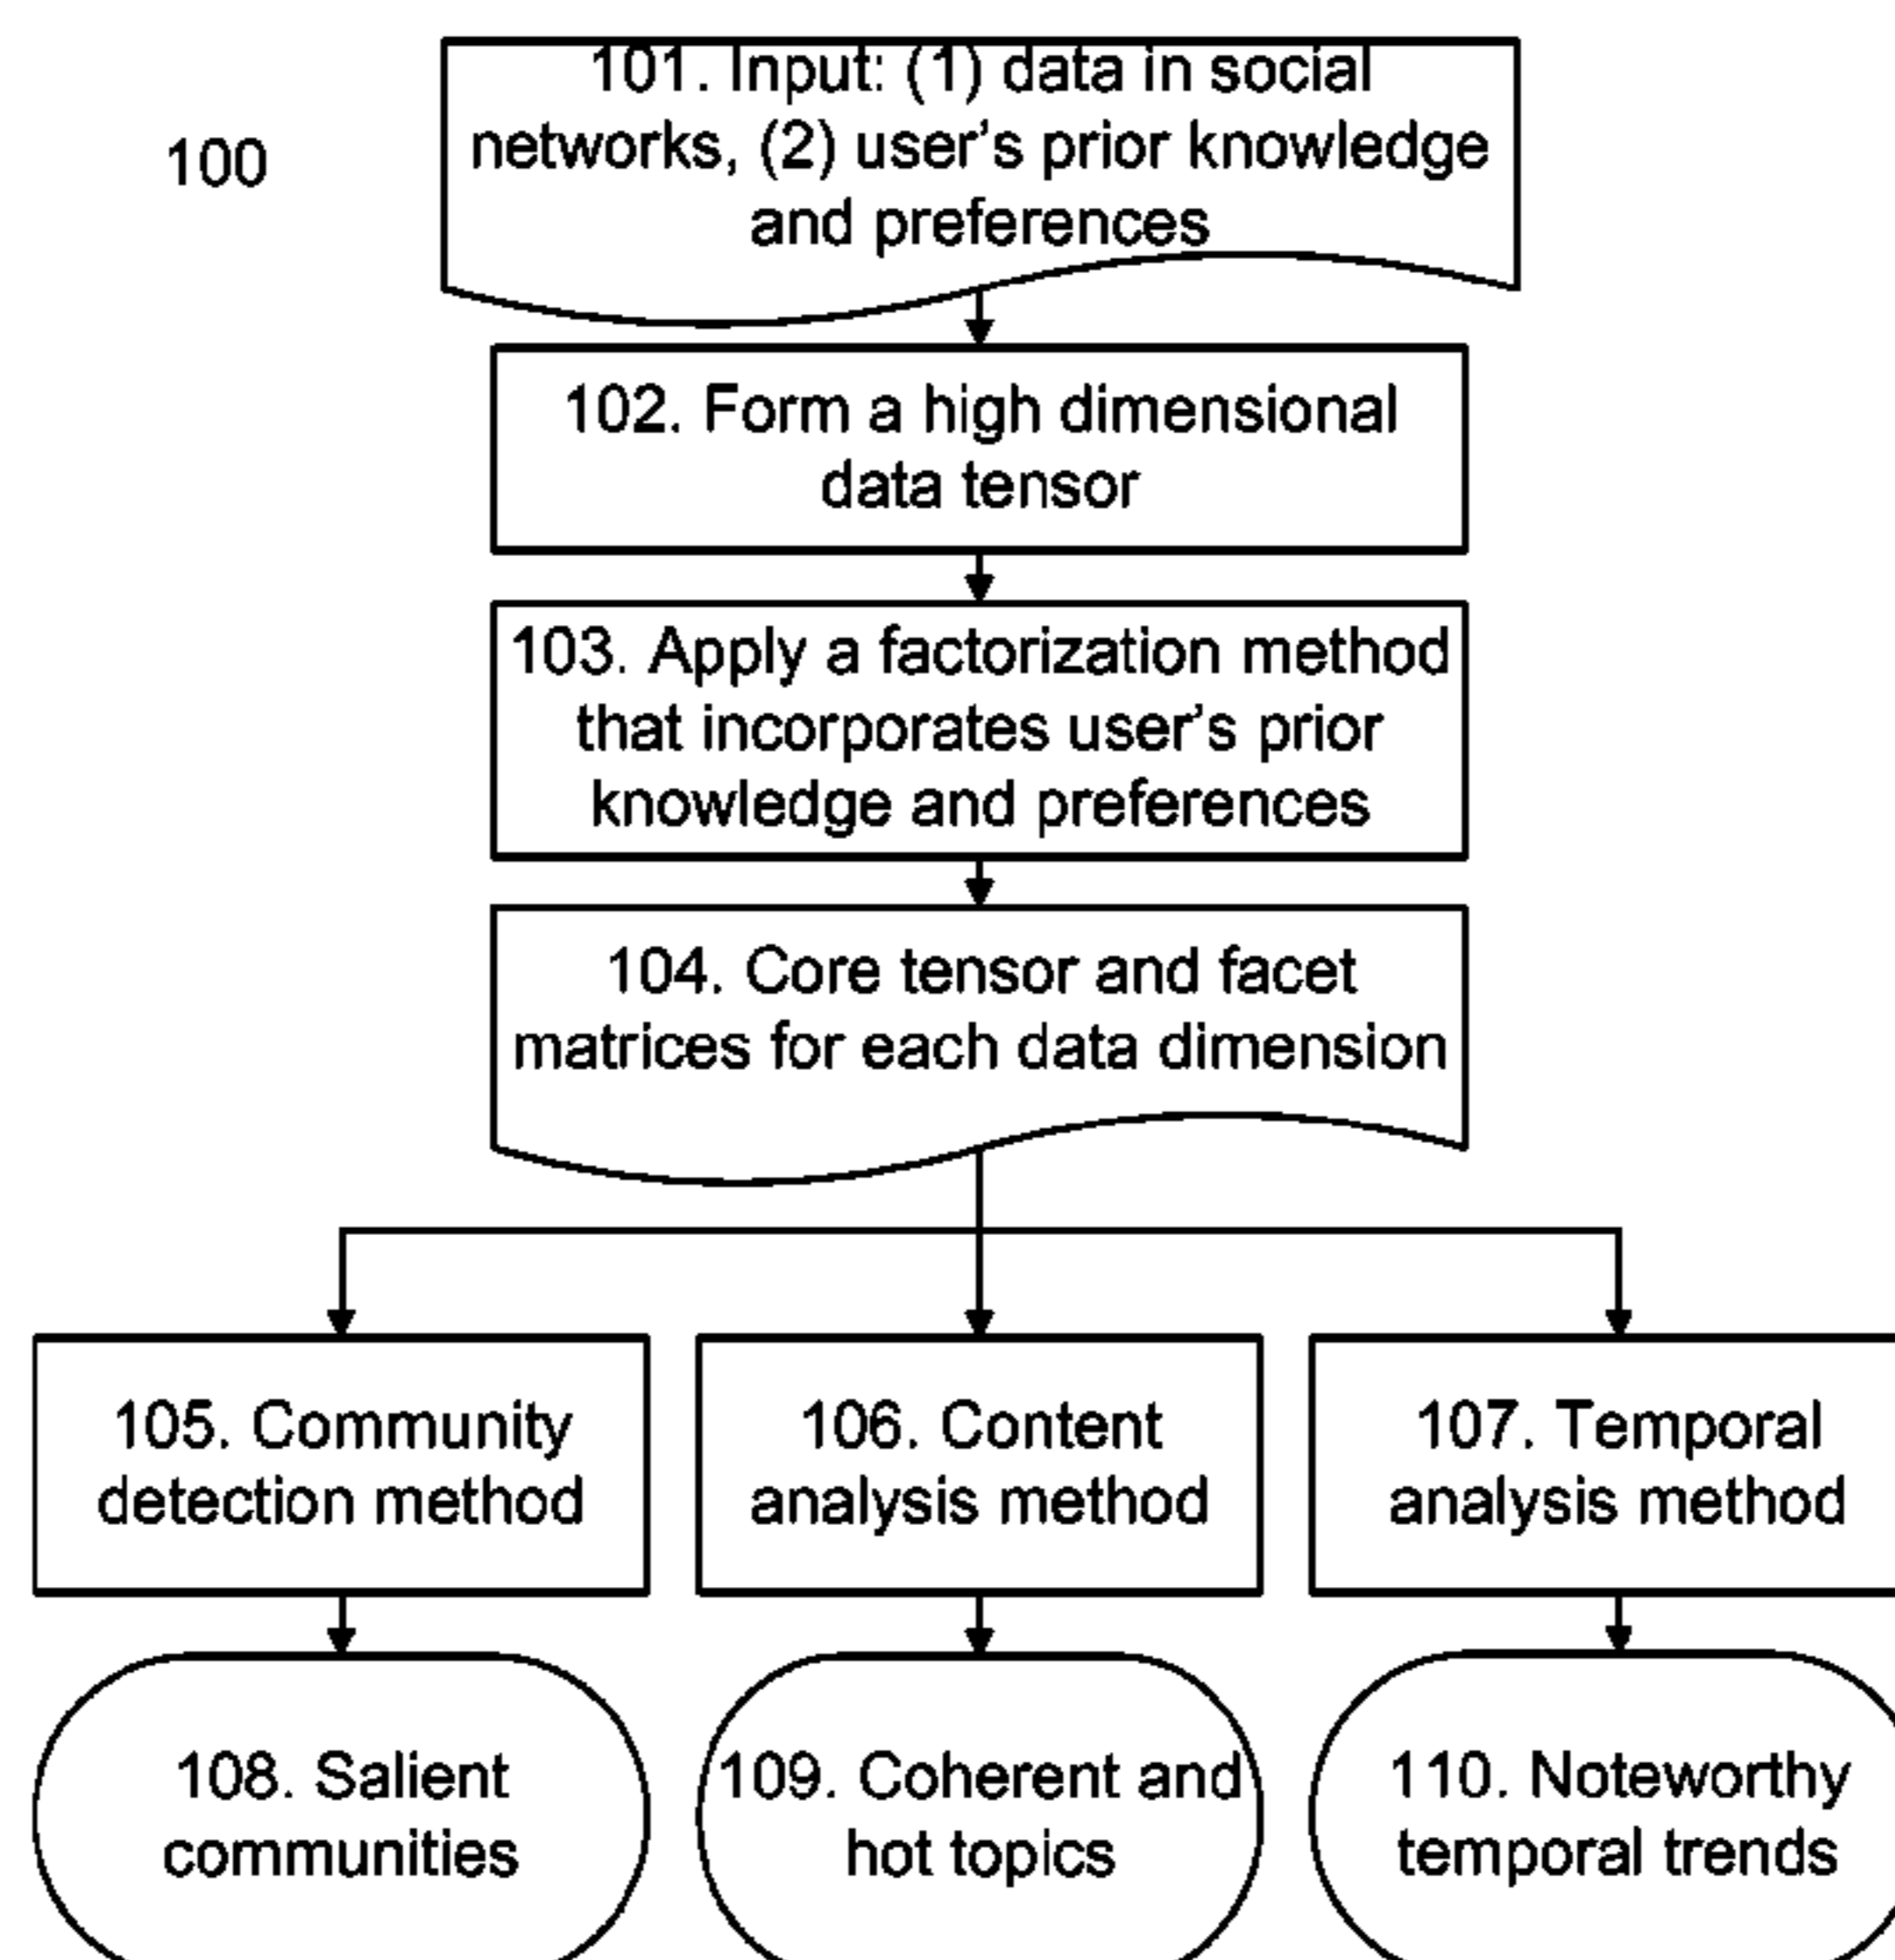 100
101. Input: (1) data in social
networks, (2) user's prior knowledge
and preferences
102. Form a high dimensional
data tensor
103. Apply a factorization method
that incorporates user's prior
knowledge and preferences
104. Core tensor and facet
matrices for each data dimension
105. Community
detection method
106. Content
analysis method
107. Temporal
analysis method
108. Salient
communities
109. Coherent and
hot topics
110. Noteworthy
temporal trends